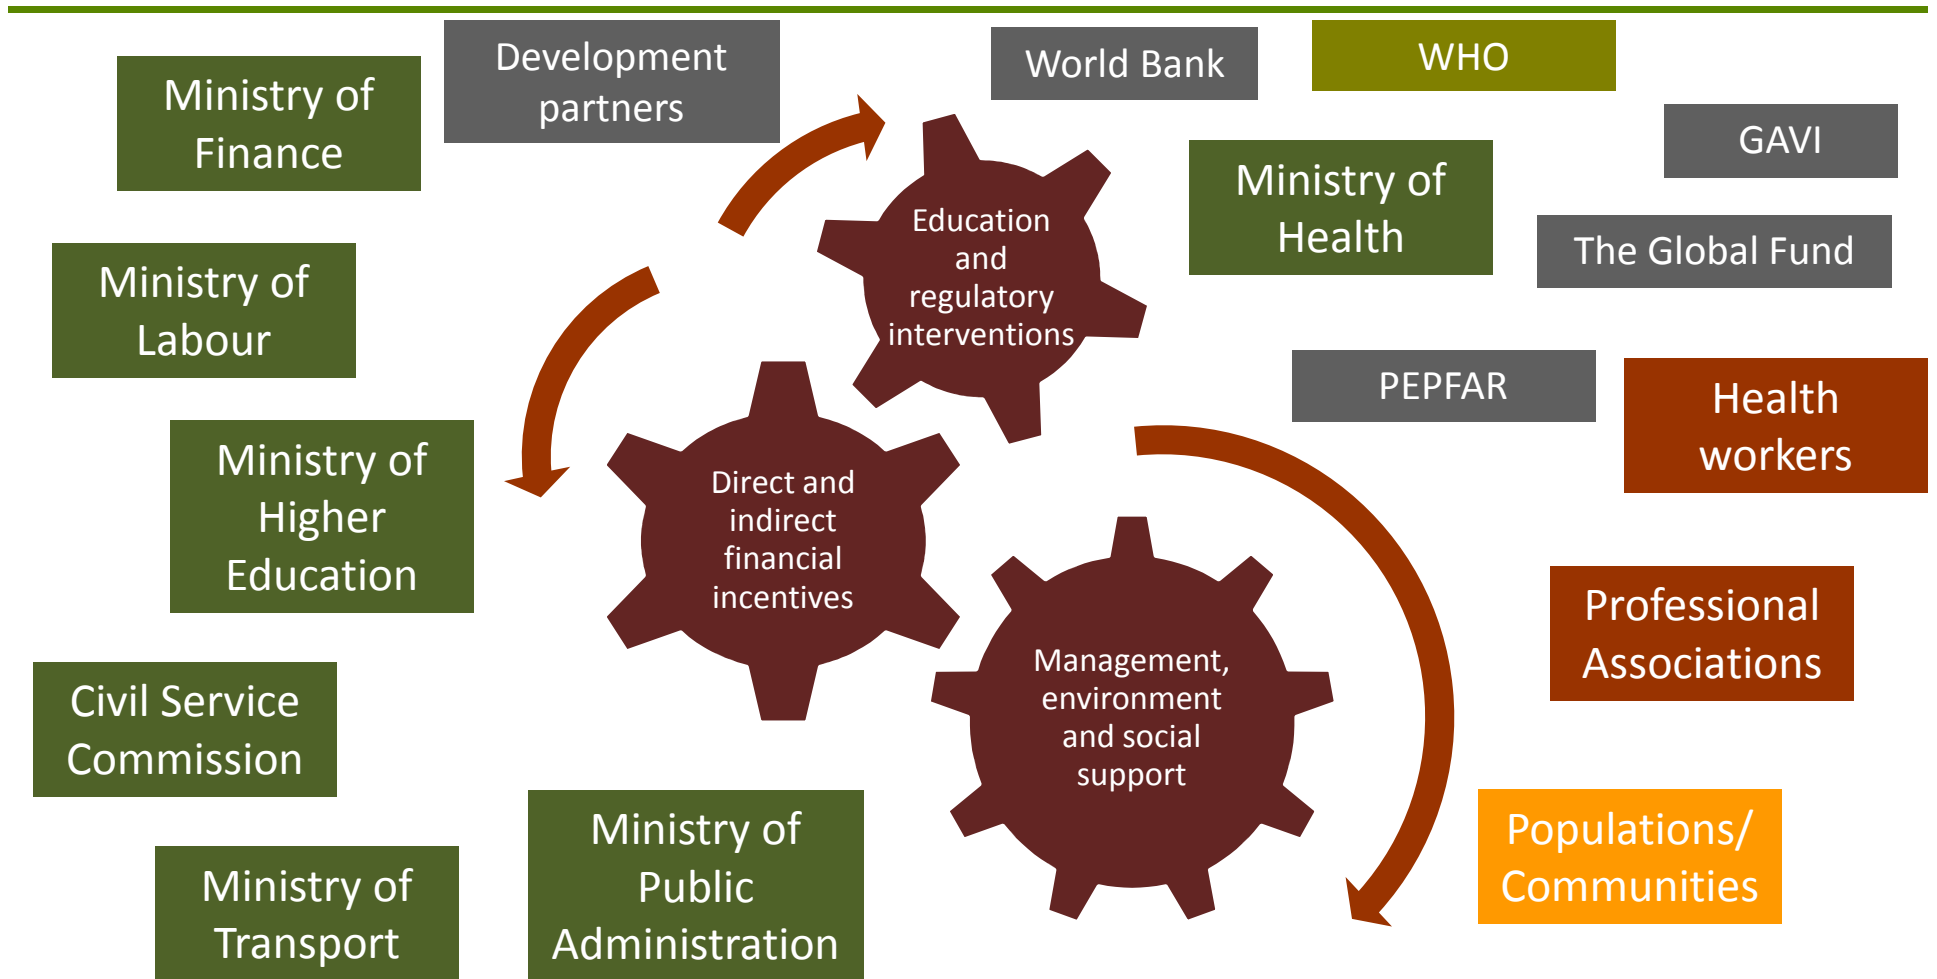 Development
partners
World Bank
WHO
Ministry of
Finance
GAVI
Ministry of
Health
Education
and
regulatory
interventions
The Global Fund
Ministry of
Labour
PEPFAR
Health
workers
Ministry of
Higher
Education
Direct and
indirect
financial
incentives
Professional
Associations
Management,
environment
and social
support
Civil Service
Commission
Ministry of
Public
Administration
Populations/
Communities
Ministry of
Transport